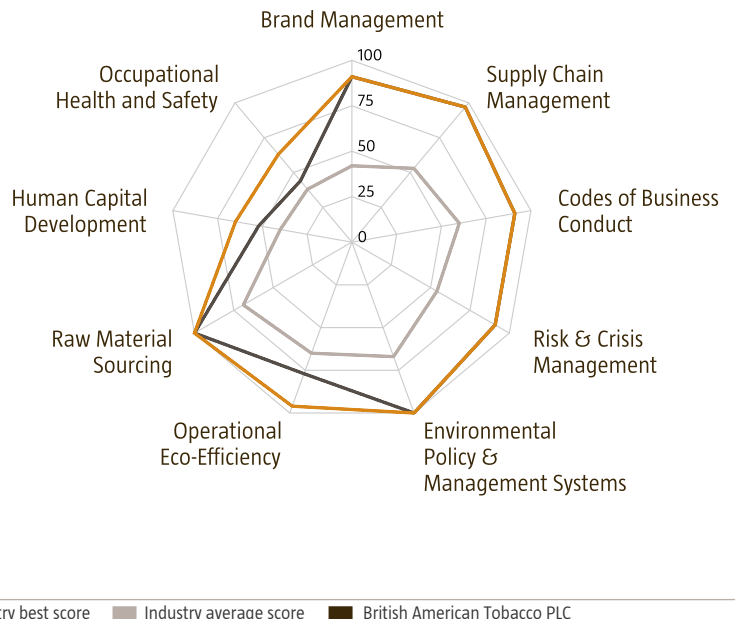 Brand Management
100
75
50
25
0
Supply Chain
Management
Codes of Business
Conduct
Risk & Crisis
Management
Environmental
Policy &
Management Systems
Operational
Eco-Efficiency
Raw Material
Sourcing
Human Capital
Development
Occupational
Health and Safety
best score
Industry average score
British American Tobacco PLC